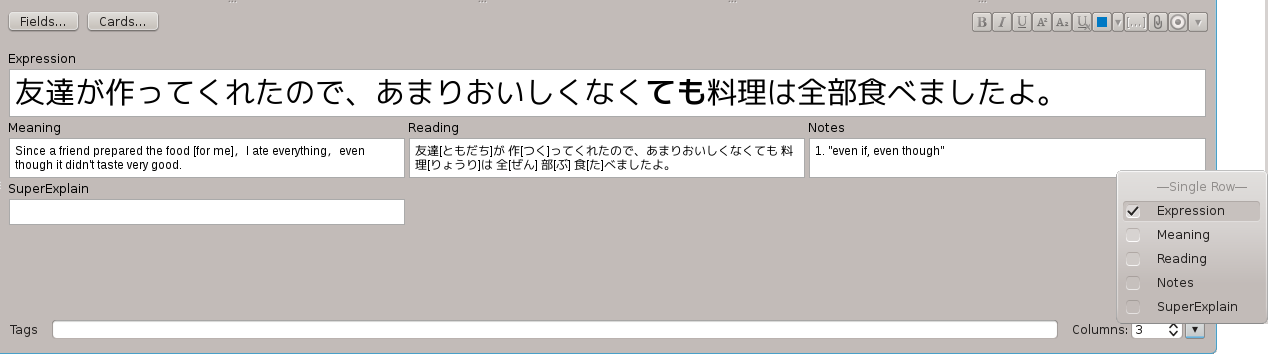 Fields... Cards... B I U A² A₂ U [...]
Expression
友達が作ってくれたので、あまりおいしくなくても料理は全部食べましたよ。
Meaning Reading Notes
Since a friend prepared the food [for me], I ate everything, even
though it didn't taste very good.
友達[ともだち]が 作[つく]ってくれたので、あまりおいしくなくても 料
理[りょうり]は 全[ぜん] 部[ぶ] 食[た]べましたよ。
1. "even if, even though"
SuperExplain
—Single Row—
Expression
Meaning
Reading
Notes
SuperExplain
Tags Columns: 3